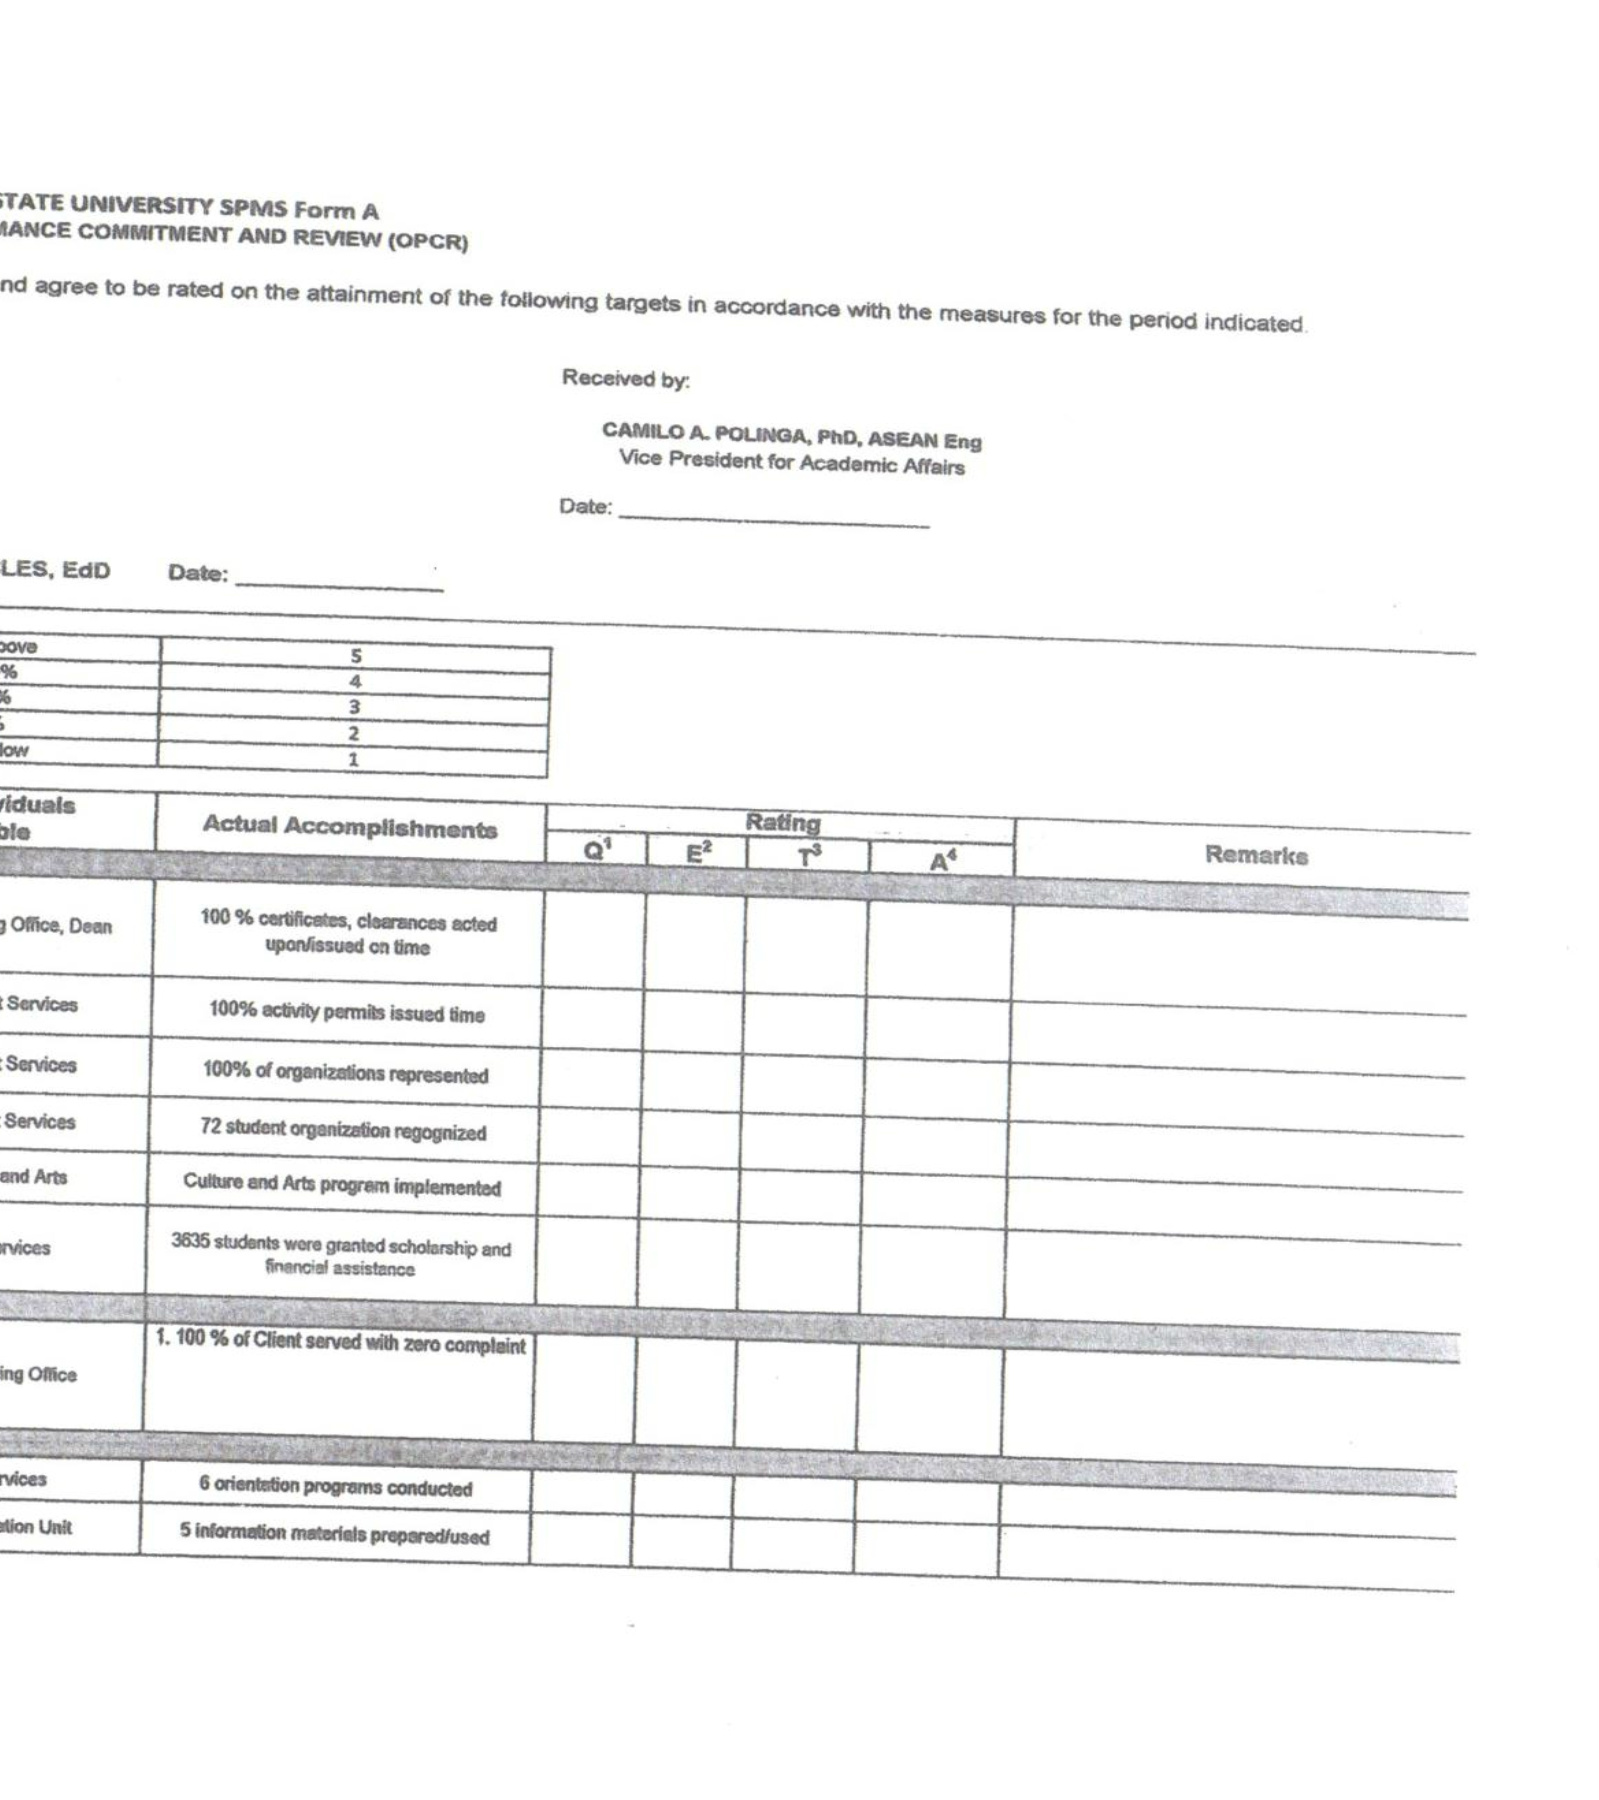 STATE UNIVERSITY SPMS Form A
MANCE COMMITMENT AND REVIEW (OPCR)
nd agree to be rated on the attainment of the following targets in accordance with the measures for the period indicated.
Received by:
CAMILO A. POLINGA, PhD, ASEAN Eng
Vice President for Academic Affairs
Date:
LES, EdD Date:
bove 5
% 4
% 3
% 2
low 1
viduals
ble
Actual Accomplishments
Rating
Q¹ E² T³ A⁴
Remarks
g Office, Dean
100 % certificates, clearances acted
upon/issued on time
t Services 100% activity permits issued time
t Services 100% of organizations represented
t Services 72 student organization regognized
and Arts Culture and Arts program implemented
rvices
3635 students were granted scholarship and
financial assistance
1. 100 % of Client served with zero complaint
ing Office
rvices 6 orientation programs conducted
ation Unit 5 information materials prepared/used